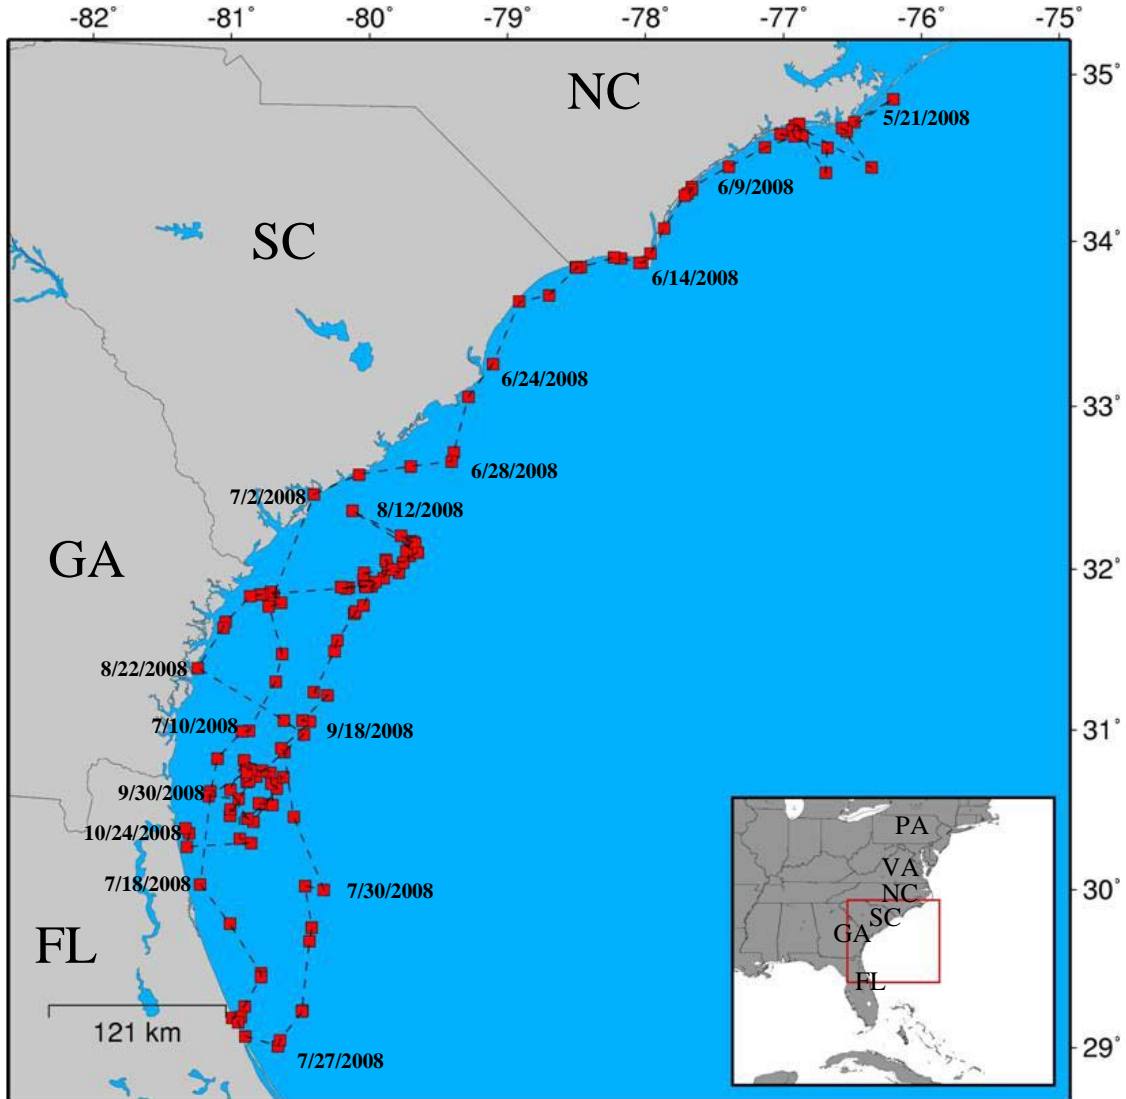 -82˚ -81˚ -80˚ -79˚ -78˚ -77˚ -76˚ -75˚
35˚
NC
5/21/2008
6/9/2008
SC
34˚
6/14/2008
6/24/2008
33˚
6/28/2008
7/2/2008
8/12/2008
GA
32˚
8/22/2008
7/10/2008
9/18/2008
31˚
9/30/2008
10/24/2008
7/18/2008
7/30/2008
30˚
FL
121 km
7/27/2008
29˚
PA
VA
NC
SC
GA
FL